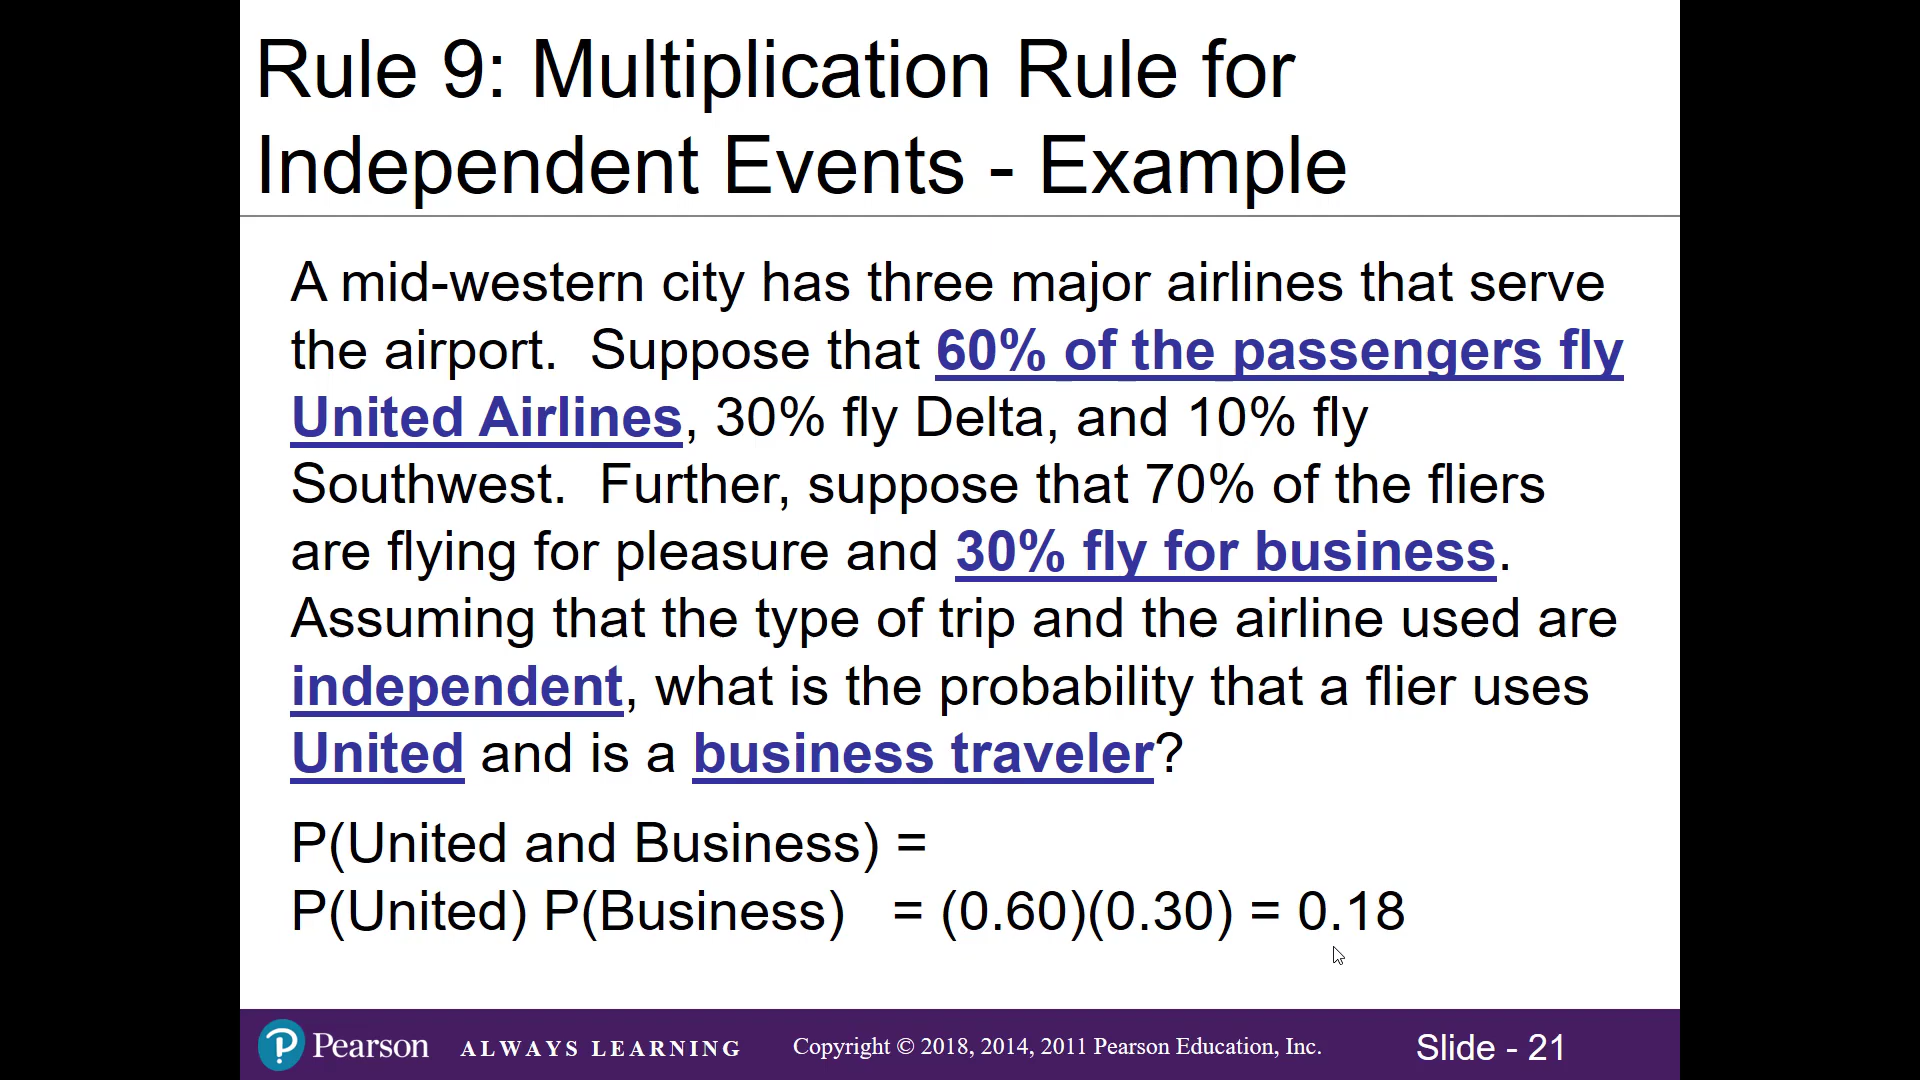 Rule 9: Multiplication Rule for
Independent Events - Example
A mid-western city has three major airlines that serve
the airport.  Suppose that 60% of the passengers fly
United Airlines, 30% fly Delta, and 10% fly
Southwest.  Further, suppose that 70% of the fliers
are flying for pleasure and 30% fly for business.
Assuming that the type of trip and the airline used are
independent, what is the probability that a flier uses
United and is a business traveler?
P(United and Business) =
P(United) P(Business)   = (0.60)(0.30) = 0.18
Pearson ALWAYS LEARNING Copyright © 2018, 2014, 2011 Pearson Education, Inc. Slide - 21